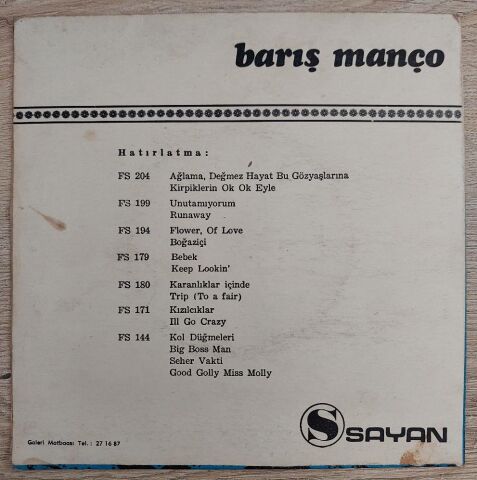 barış manço
Hatırlatma:
FS 204 Ağlama, Değmez Hayat Bu Gözyaşlarına
Kirpiklerin Ok Ok Eyle
FS 199 Unutamıyorum
Runaway
FS 194 Flower, Of Love
Boğaziçi
FS 179 Bebek
Keep Lookin'
FS 180 Karanlıklar içinde
Trip (To a fair)
FS 171 Kızılcıklar
Ill Go Crazy
FS 144 Kol Düğmeleri
Big Boss Man
Seher Vakti
Good Golly Miss Molly
S SAYAN
Galeri Matbaası Tel.: 27 16 87